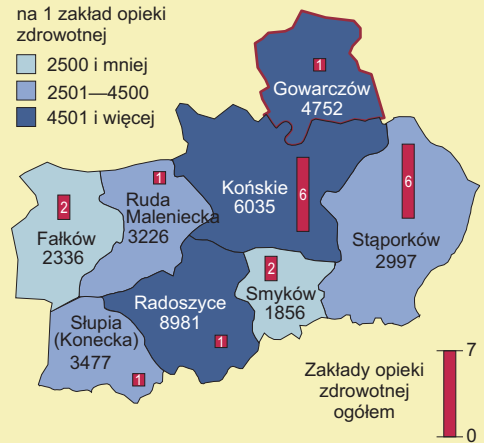 na 1 zakład opieki
zdrowotnej
2500 i mniej
2501—4500
4501 i więcej
1
Gowarczów
4752
2
Fałków
2336
1
Ruda
Maleniecka
3226
Końskie
6035
6
6
Stąporków
2997
2
Smyków
1856
Radoszyce
8981
1
Słupia
(Konecka)
3477
1
Zakłady opieki
zdrowotnej
ogółem
7
0